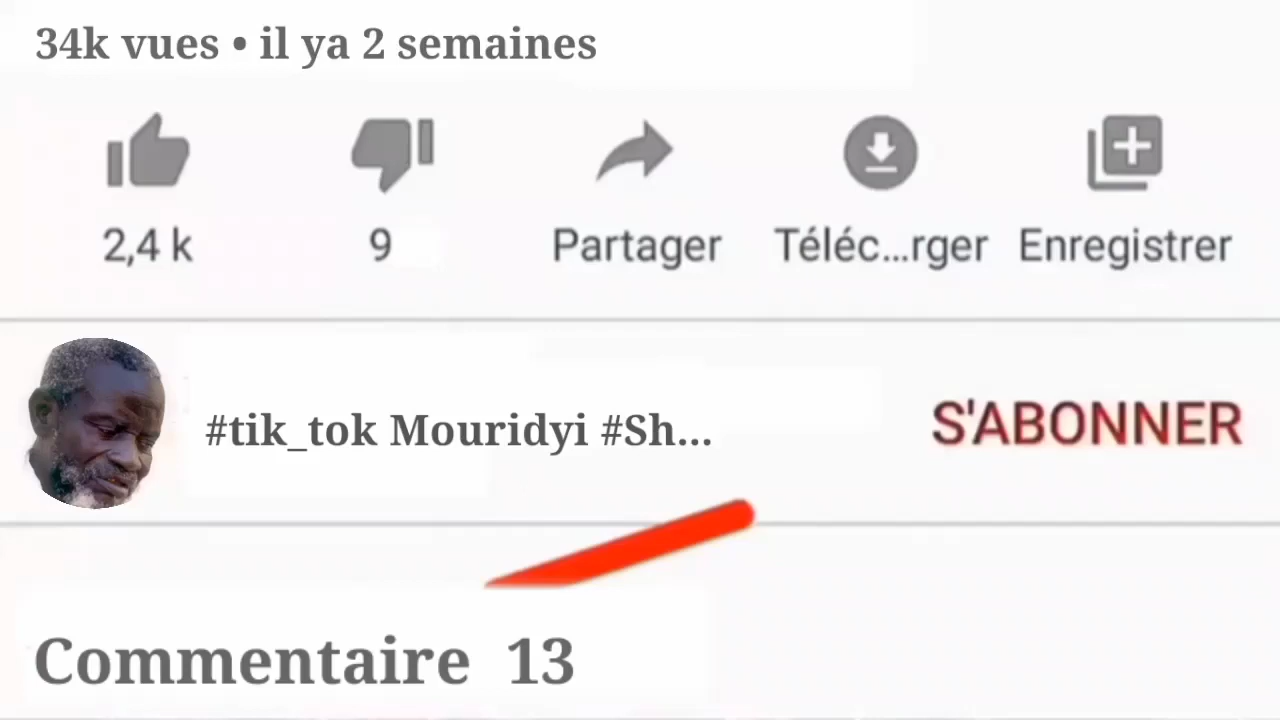 34k vues • il ya 2 semaines
2,4 k 9 Partager Téléc...rger Enregistrer
#tik_tok Mouridyi #Sh... S'ABONNER
Commentaire 13